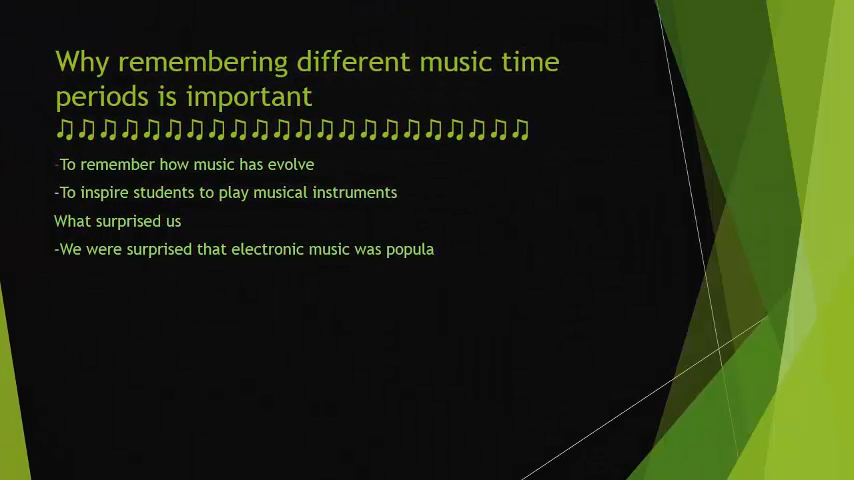 Why remembering different music time
periods is important
♫♫♫♫♫♫♫♫♫♫♫♫♫♫♫♫♫♫♫♫♫♫
-To remember how music has evolve
-To inspire students to play musical instruments
What surprised us
-We were surprised that electronic music was popula